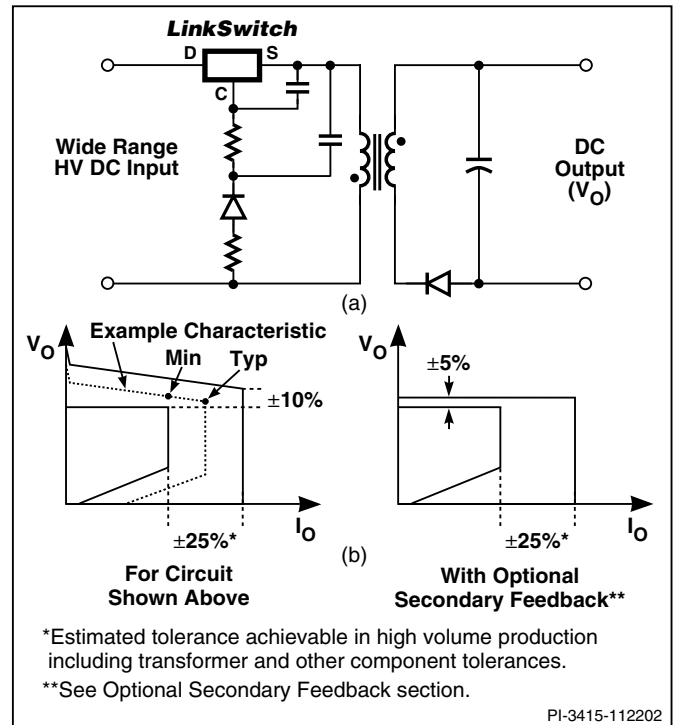 LinkSwitch
D S
C
Wide Range
HV DC Input
DC
Output
(VO)
(a)
VO
Example Characteristic
Min Typ
±10%
IO
±25%*
For Circuit
Shown Above
(b)
VO
±5%
IO
±25%*
With Optional
Secondary Feedback**
*Estimated tolerance achievable in high volume production
including transformer and other component tolerances.
**See Optional Secondary Feedback section.
PI-3415-112202